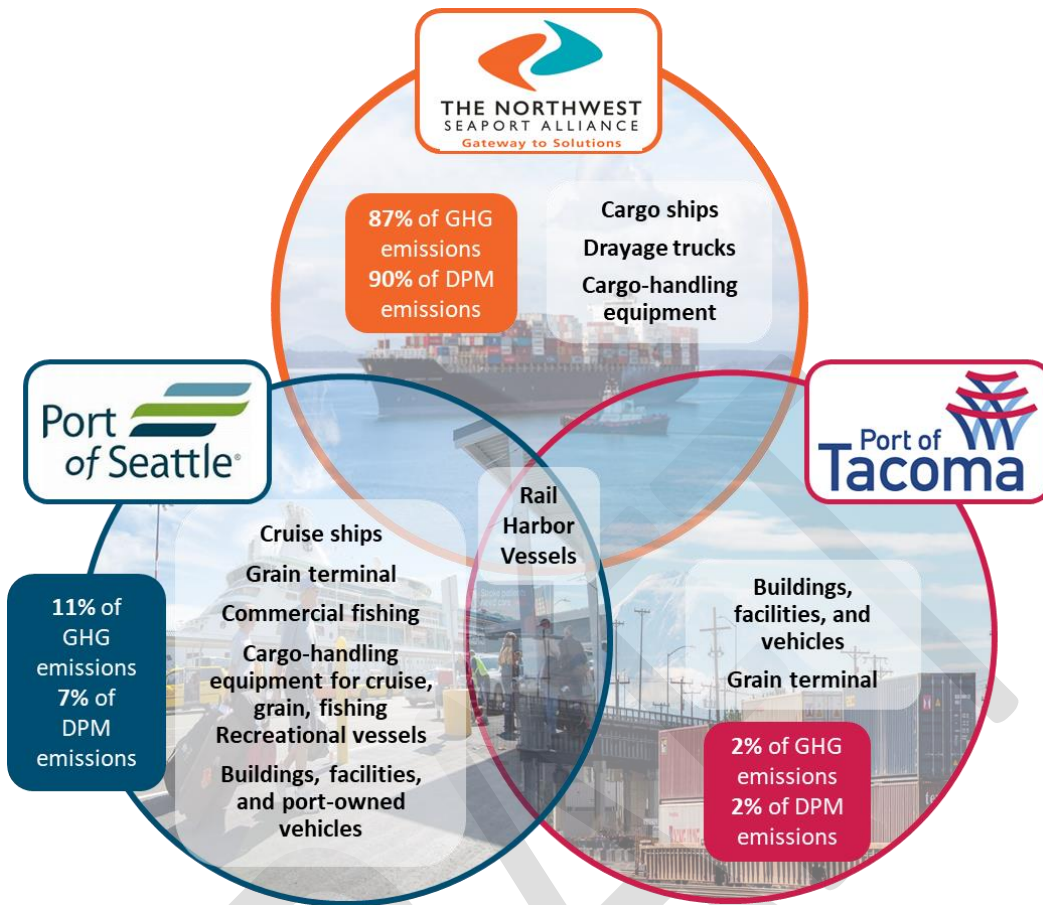 THE NORTHWEST
SEAPORT ALLIANCE
Gateway to Solutions
87% of GHG
emissions
90% of DPM
emissions
Cargo ships
Drayage trucks
Cargo-handling
equipment
Port
of Seattle®
Port of
Tacoma
Rail
Harbor
Vessels
Cruise ships
Grain terminal
Commercial fishing
Cargo-handling
equipment for cruise,
grain, fishing
Recreational vessels
Buildings, facilities,
and port-owned
vehicles
11% of
GHG
emissions
7% of
DPM
emissions
Buildings,
facilities, and
vehicles
Grain terminal
2% of GHG
emissions
2% of DPM
emissions